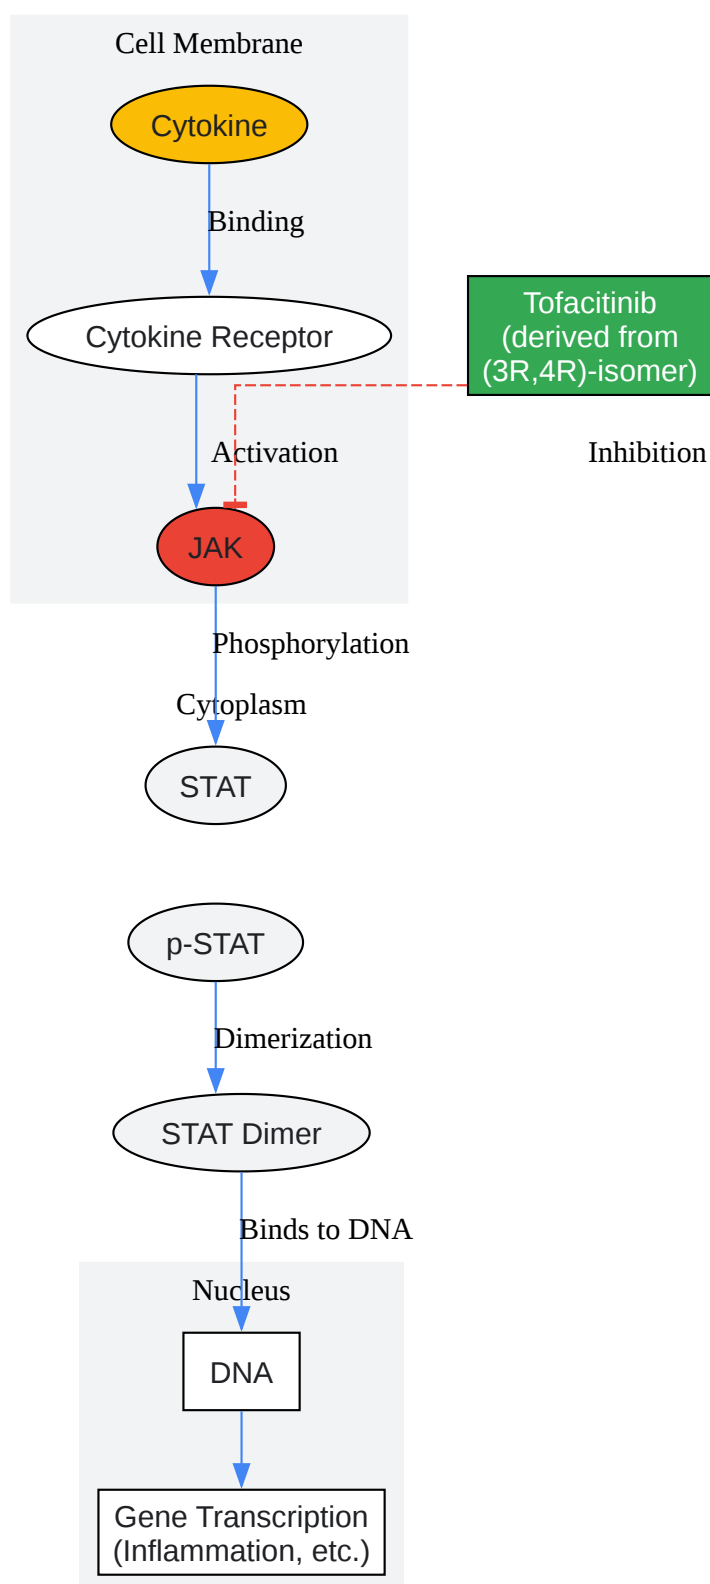 Cell Membrane
Cytokine
Binding
Cytokine Receptor
Tofacitinib
(derived from
(3R,4R)-isomer)
Activation
Inhibition
JAK
Phosphorylation
Cytoplasm
STAT
p-STAT
Dimerization
STAT Dimer
Binds to DNA
Nucleus
DNA
Gene Transcription
(Inflammation, etc.)